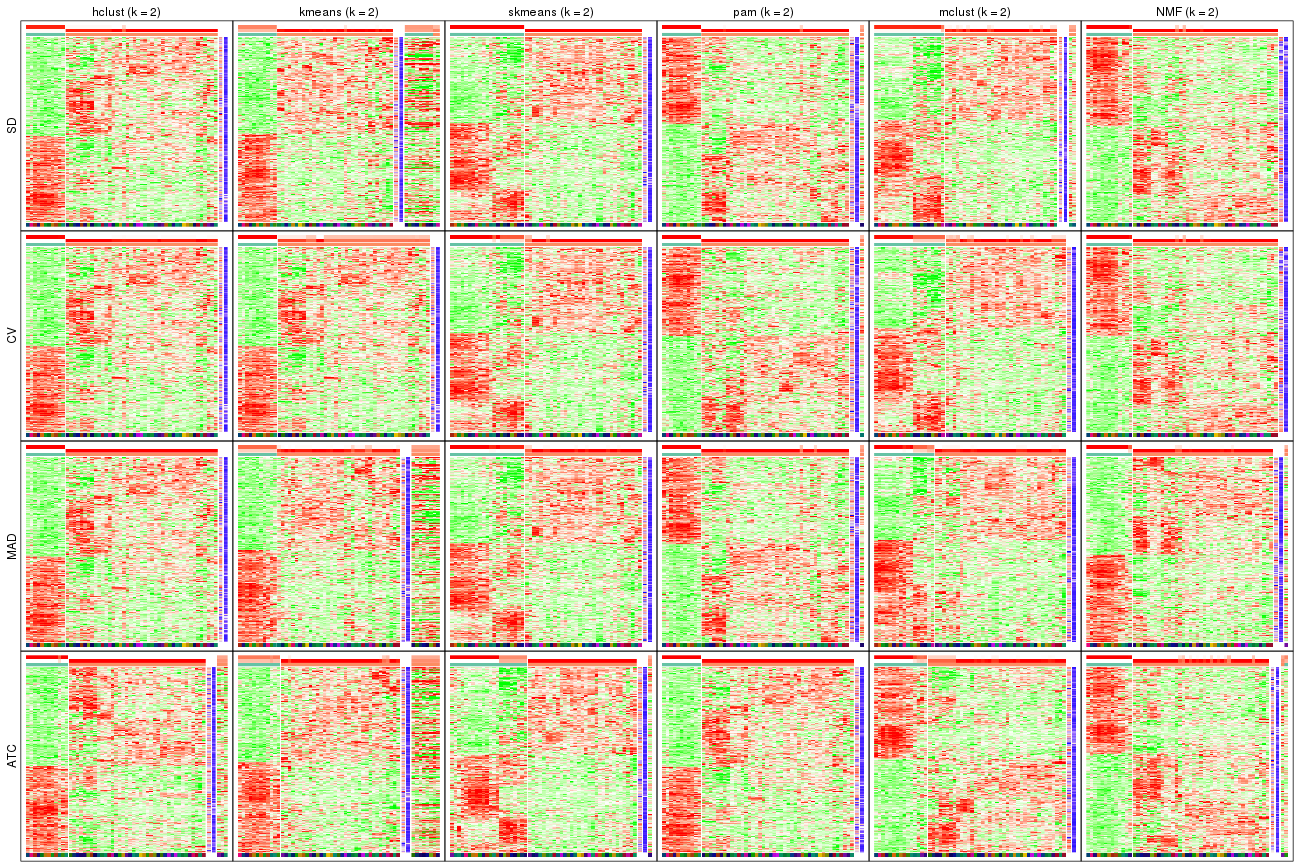 hclust (k = 2) kmeans (k = 2) skmeans (k = 2) pam (k = 2) mclust (k = 2) NMF (k = 2)
SD
CV
MAD
ATC